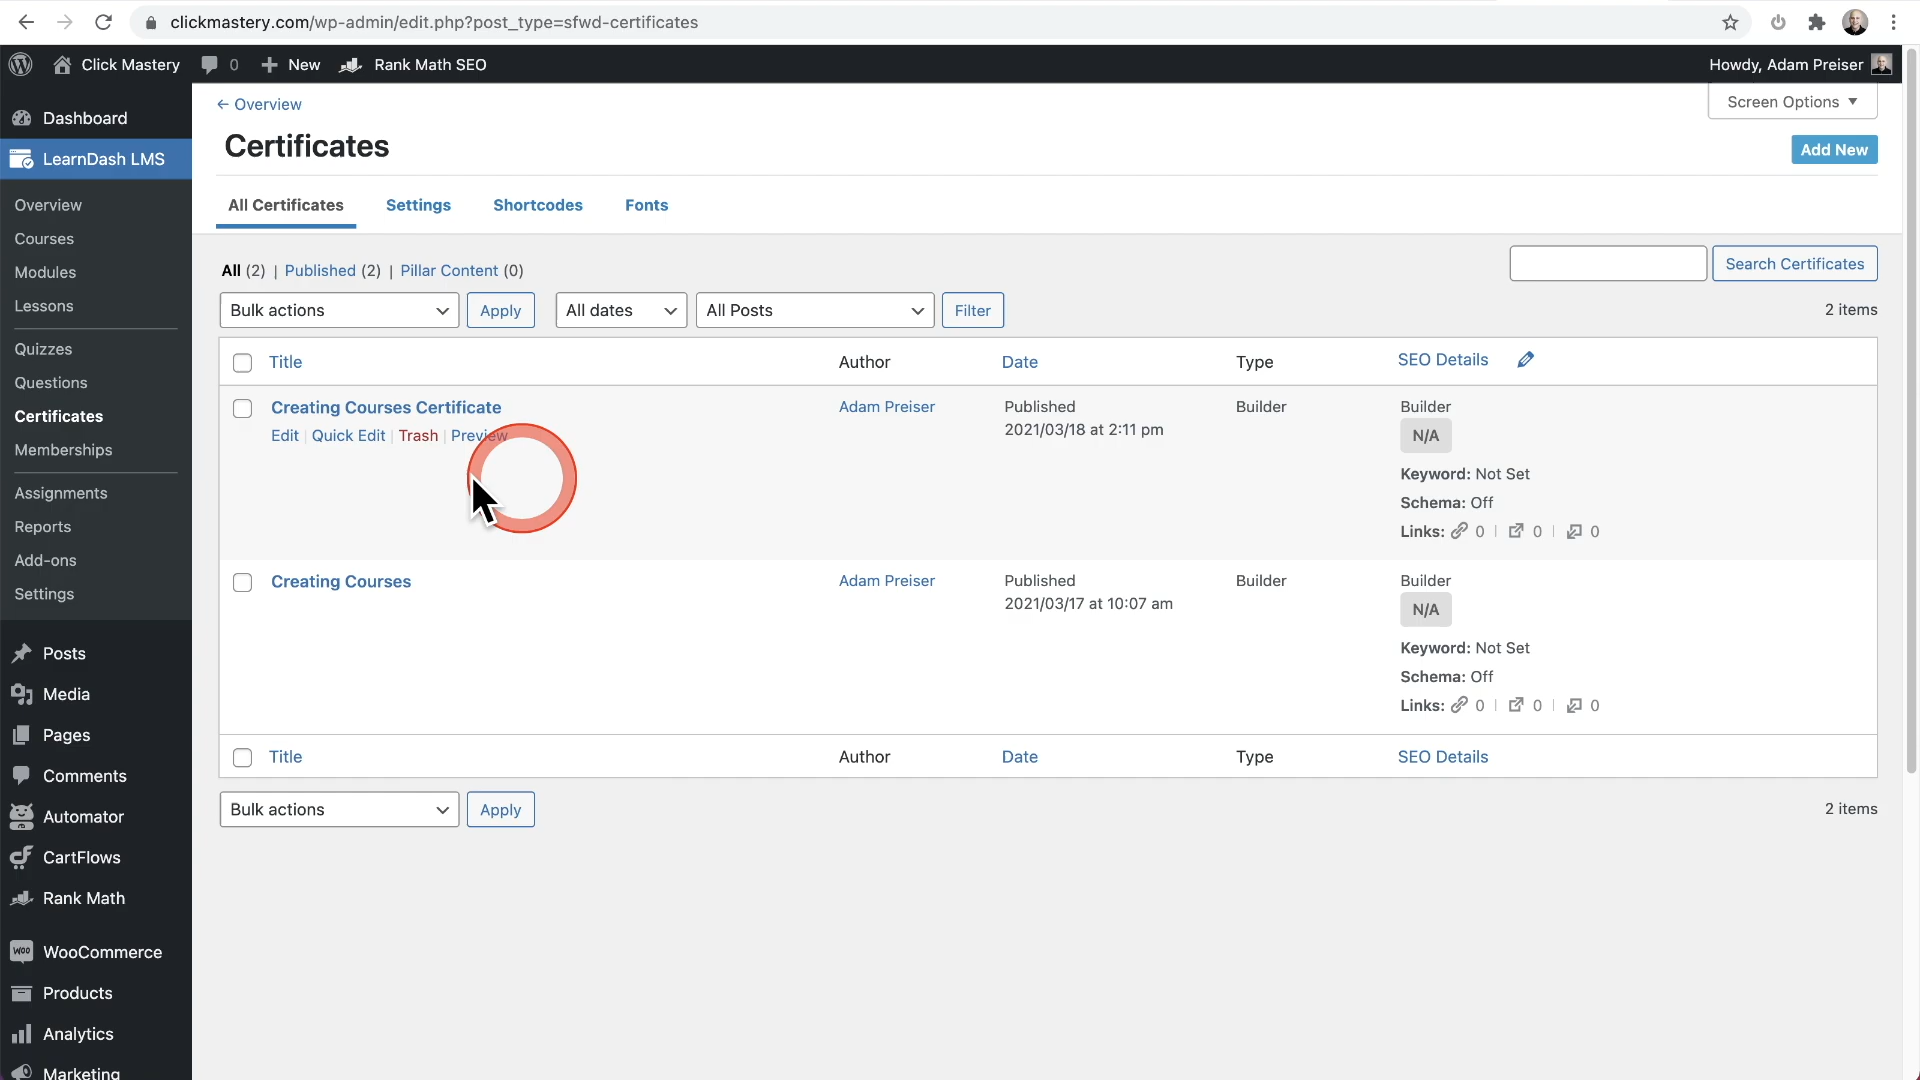 clickmastery.com/wp-admin/edit.php?post_type=sfwd-certificates
Click Mastery 0 New Rank Math SEO Howdy, Adam Preiser
← Overview Screen Options ▼
Certificates Add New
All Certificates Settings Shortcodes Fonts
All (2) | Published (2) | Pillar Content (0) Search Certificates
Bulk actions Apply All dates All Posts Filter 2 items
Title Author Date Type SEO Details
Creating Courses Certificate Adam Preiser Published Builder Builder
Edit | Quick Edit | Trash | Preview 2021/03/18 at 2:11 pm N/A
Keyword: Not Set
Schema: Off
Links: 0 | 0 | 0
Creating Courses Adam Preiser Published Builder Builder
2021/03/17 at 10:07 am N/A
Keyword: Not Set
Schema: Off
Links: 0 | 0 | 0
Title Author Date Type SEO Details
Bulk actions Apply 2 items
Dashboard
LearnDash LMS
Overview
Courses
Modules
Lessons
Quizzes
Questions
Certificates
Memberships
Assignments
Reports
Add-ons
Settings
Posts
Media
Pages
Comments
Automator
CartFlows
Rank Math
Woo WooCommerce
Products
Analytics
Marketing